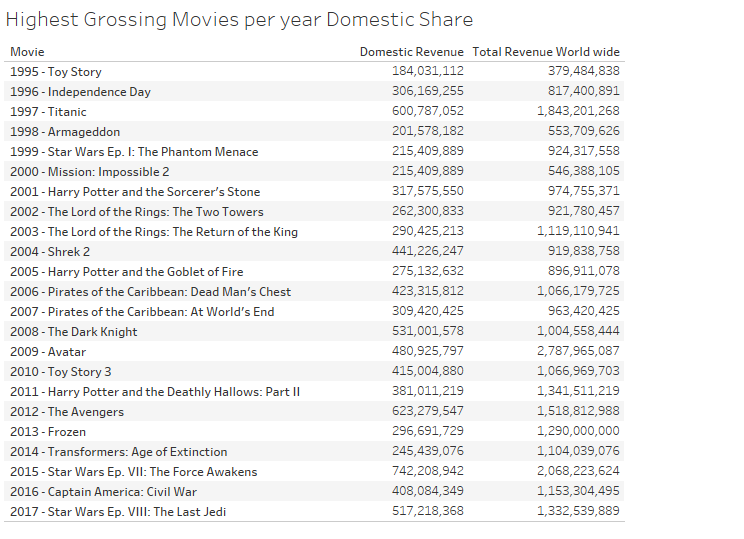 Highest Grossing Movies per year Domestic Share
Movie Domestic Revenue Total Revenue World wide
1995 - Toy Story 184,031,112 379,484,838
1996 - Independence Day 306,169,255 817,400,891
1997 - Titanic 600,787,052 1,843,201,268
1998 - Armageddon 201,578,182 553,709,626
1999 - Star Wars Ep. I: The Phantom Menace 215,409,889 924,317,558
2000 - Mission: Impossible 2 215,409,889 546,388,105
2001 - Harry Potter and the Sorcerer's Stone 317,575,550 974,755,371
2002 - The Lord of the Rings: The Two Towers 262,300,833 921,780,457
2003 - The Lord of the Rings: The Return of the King 290,425,213 1,119,110,941
2004 - Shrek 2 441,226,247 919,838,758
2005 - Harry Potter and the Goblet of Fire 275,132,632 896,911,078
2006 - Pirates of the Caribbean: Dead Man's Chest 423,315,812 1,066,179,725
2007 - Pirates of the Caribbean: At World's End 309,420,425 963,420,425
2008 - The Dark Knight 531,001,578 1,004,558,444
2009 - Avatar 480,925,797 2,787,965,087
2010 - Toy Story 3 415,004,880 1,066,969,703
2011 - Harry Potter and the Deathly Hallows: Part II 381,011,219 1,341,511,219
2012 - The Avengers 623,279,547 1,518,812,988
2013 - Frozen 296,691,729 1,290,000,000
2014 - Transformers: Age of Extinction 245,439,076 1,104,039,076
2015 - Star Wars Ep. VII: The Force Awakens 742,208,942 2,068,223,624
2016 - Captain America: Civil War 408,084,349 1,153,304,495
2017 - Star Wars Ep. VIII: The Last Jedi 517,218,368 1,332,539,889